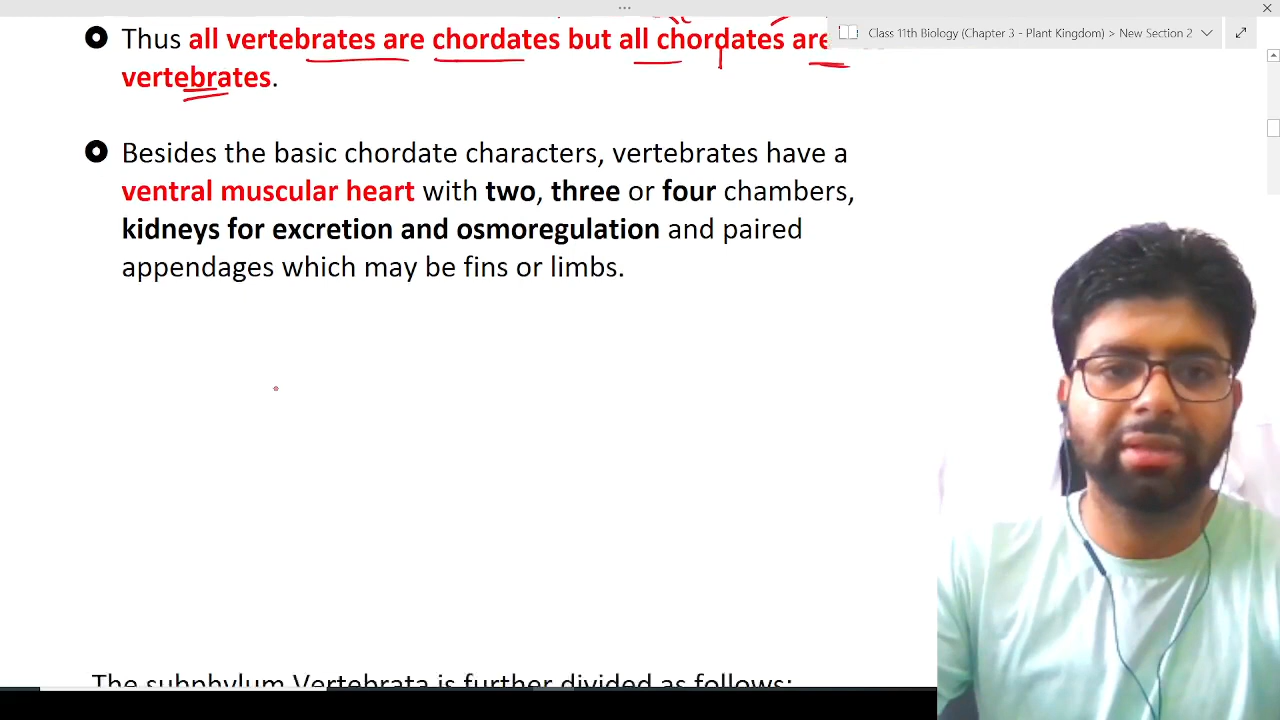 Thus all vertebrates are chordates but all chordates are
vertebrates.
Class 11th Biology (Chapter 3 - Plant Kingdom) > New Section 2
Besides the basic chordate characters, vertebrates have a
ventral muscular heart with two, three or four chambers,
kidneys for excretion and osmoregulation and paired
appendages which may be fins or limbs.
The subphylum Vertebrata is further divided as follows: